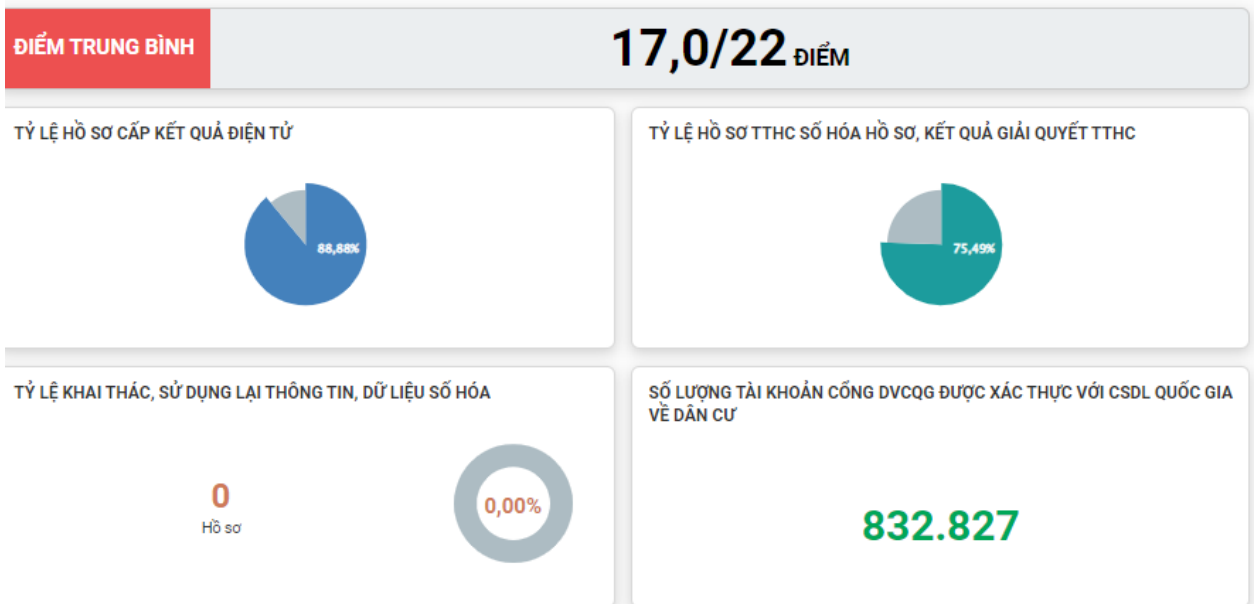 ĐIỂM TRUNG BÌNH
17,0/22 ĐIỂM
TỶ LỆ HỒ SƠ CẤP KẾT QUẢ ĐIỆN TỬ
88,88%
TỶ LỆ HỒ SƠ TTHC SỐ HÓA HỒ SƠ, KẾT QUẢ GIẢI QUYẾT TTHC
75,49%
TỶ LỆ KHAI THÁC, SỬ DỤNG LẠI THÔNG TIN, DỮ LIỆU SỐ HÓA
0
Hồ sơ
0,00%
SỐ LƯỢNG TÀI KHOẢN CỔNG DVCQG ĐƯỢC XÁC THỰC VỚI CSDL QUỐC GIA
VỀ DÂN CƯ
832.827